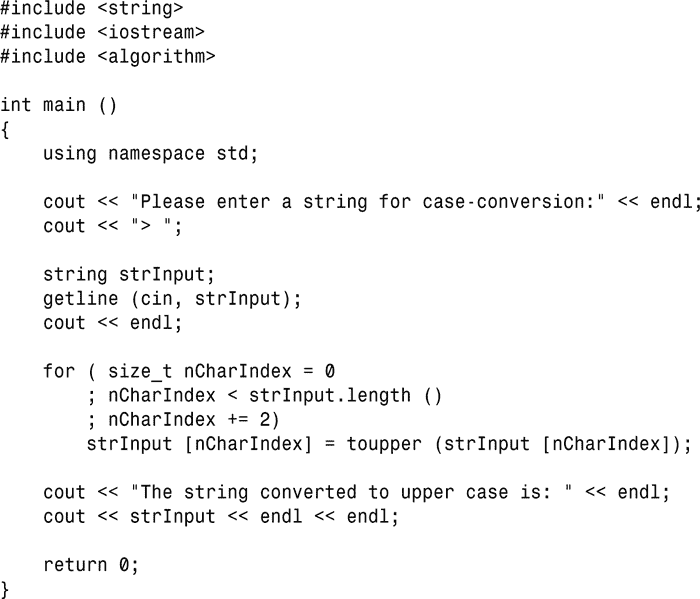 #include <string>
#include <iostream>
#include <algorithm>
int main ()
{
using namespace std;
cout << "Please enter a string for case-conversion:" << endl;
cout << "> ";
string strInput;
getline (cin, strInput);
cout << endl;
for ( size_t nCharIndex = 0
; nCharIndex < strInput.length ()
; nCharIndex += 2)
strInput [nCharIndex] = toupper (strInput [nCharIndex]);
cout << "The string converted to upper case is: " << endl;
cout << strInput << endl << endl;
return 0;
}